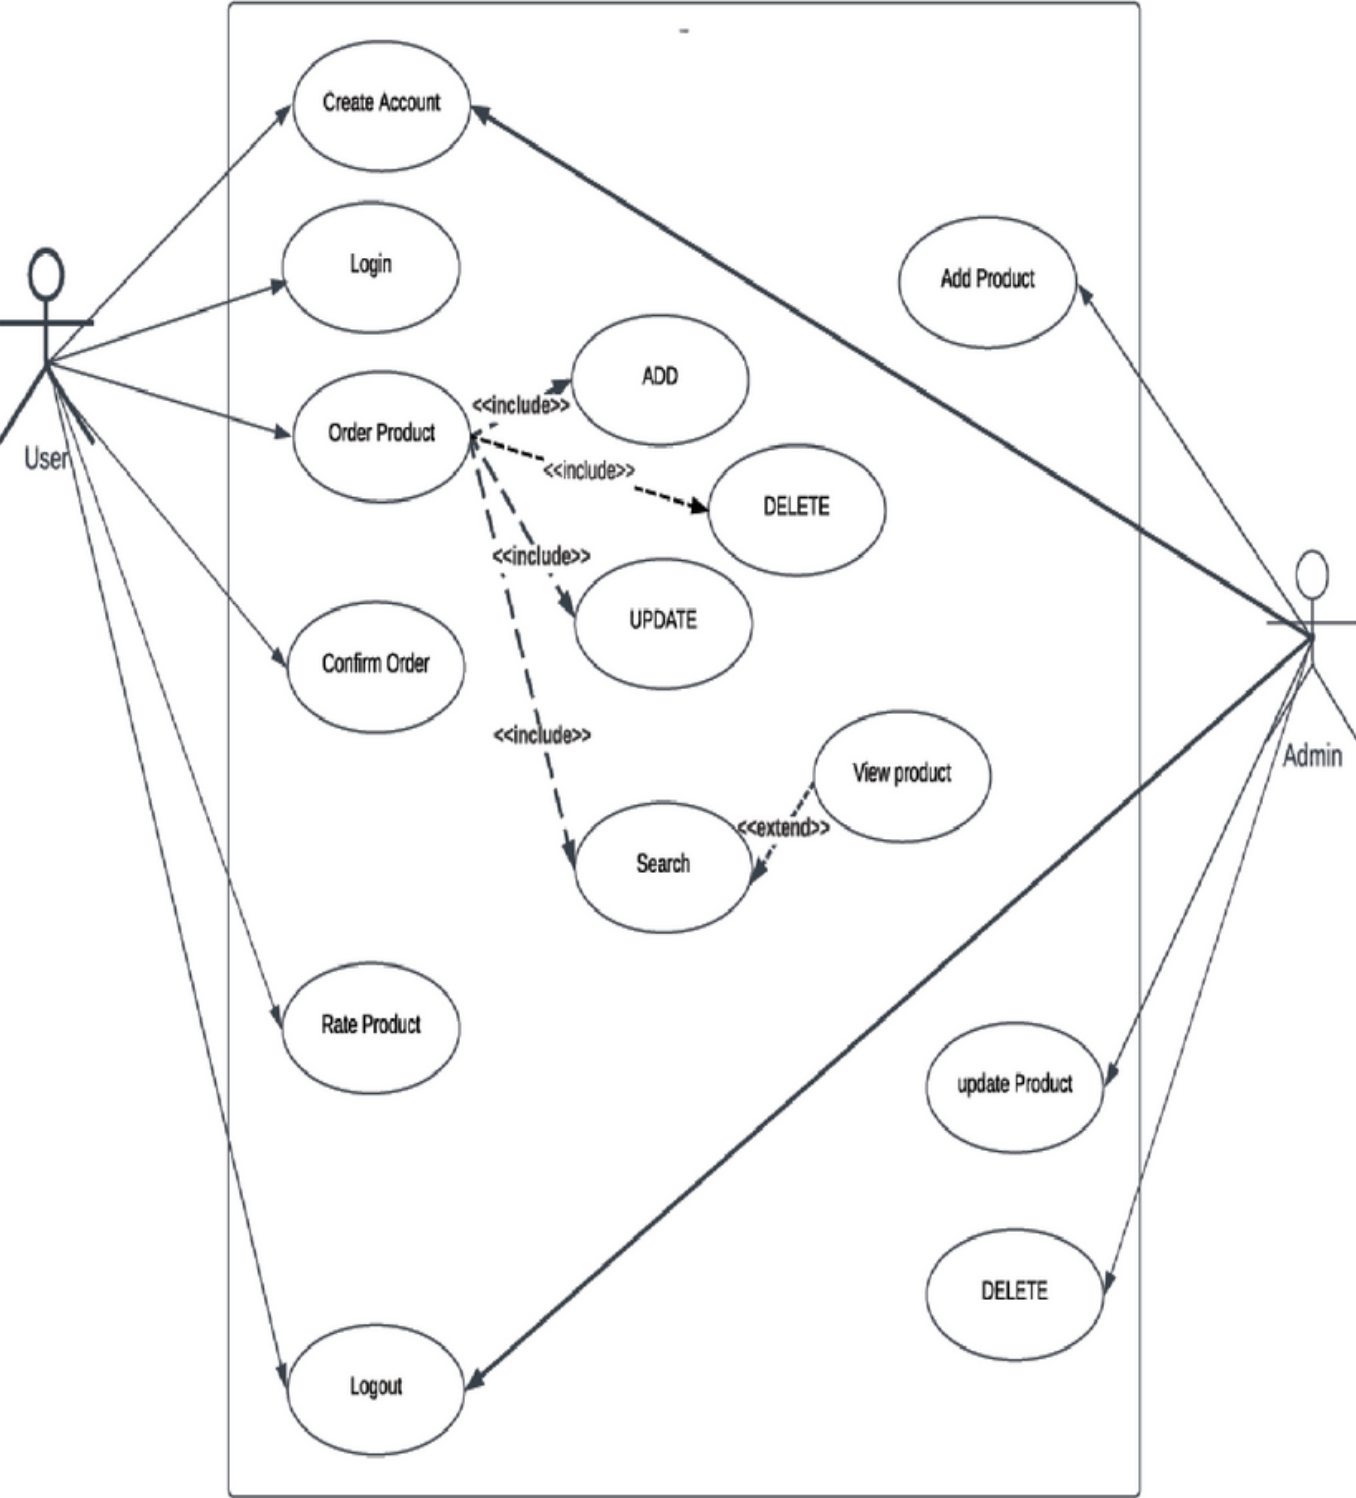 Create Account
Login
Add Product
ADD
<<include>>
Order Product
User
<<include>>
DELETE
<<include>>
UPDATE
Confirm Order
<<include>>
View product
Admin
<<extend>>
Search
Rate Product
update Product
DELETE
Logout